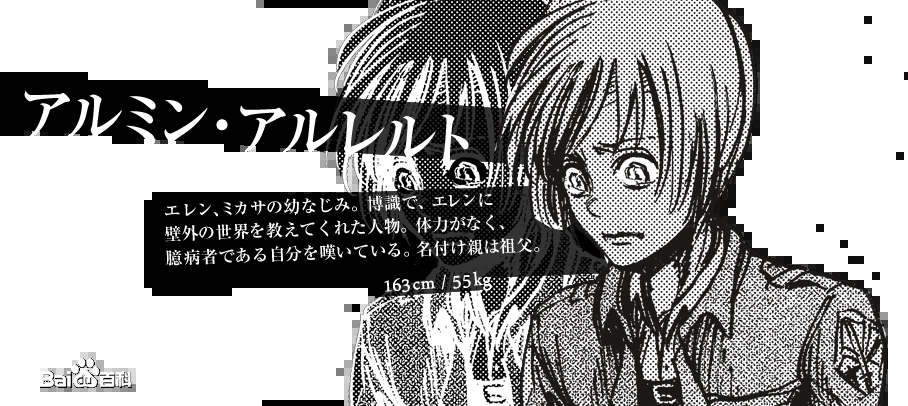 アルミン・アルレルト
エレン、ミカサの幼なじみ。博識で、エレンに
壁外の世界を教えてくれた人物。体力がなく、
臆病者である自分を嘆いている。名付け親は祖父。
163cm / 55kg
Baidu百科